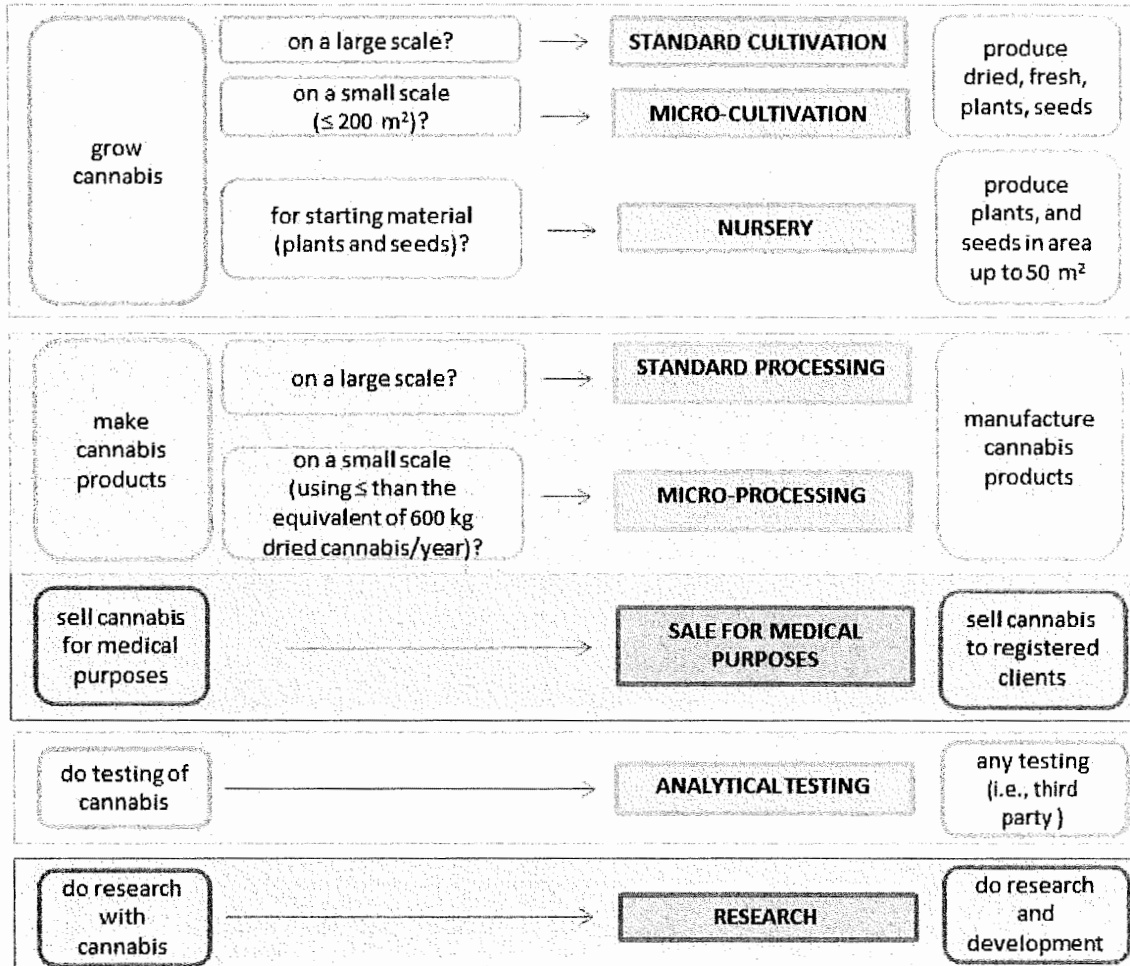 grow
cannabis
on a large scale?
STANDARD CULTIVATION
on a small scale
(≤ 200 m²)?
MICRO-CULTIVATION
produce
dried, fresh,
plants, seeds
for starting material
(plants and seeds)?
NURSERY
produce
plants, and
seeds in area
up to 50 m²
make
cannabis
products
on a large scale?
STANDARD PROCESSING
on a small scale
(using ≤ than the
equivalent of 600 kg
dried cannabis/year)?
MICRO-PROCESSING
manufacture
cannabis
products
sell cannabis
for medical
purposes
SALE FOR MEDICAL
PURPOSES
sell cannabis
to registered
clients
do testing of
cannabis
ANALYTICAL TESTING
any testing
(i.e., third
party )
do research
with
cannabis
RESEARCH
do research
and
development